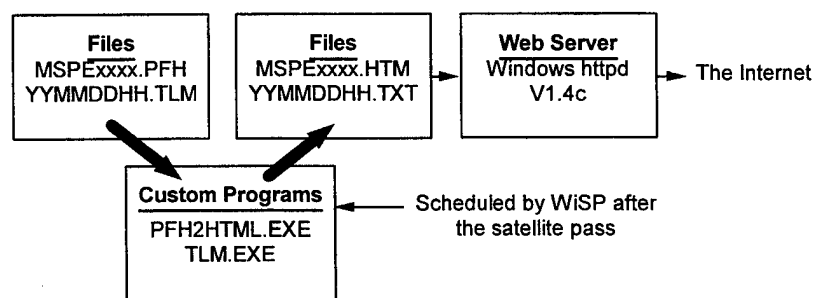 Files
MSPExxxx.PFH
YYMMDDHH.TLM
Files
MSPExxxx.HTM
YYMMDDHH.TXT
Web Server
Windows httpd
V1.4c
The Internet
Custom Programs
PFH2HTML.EXE
TLM.EXE
Scheduled by WiSP after
the satellite pass